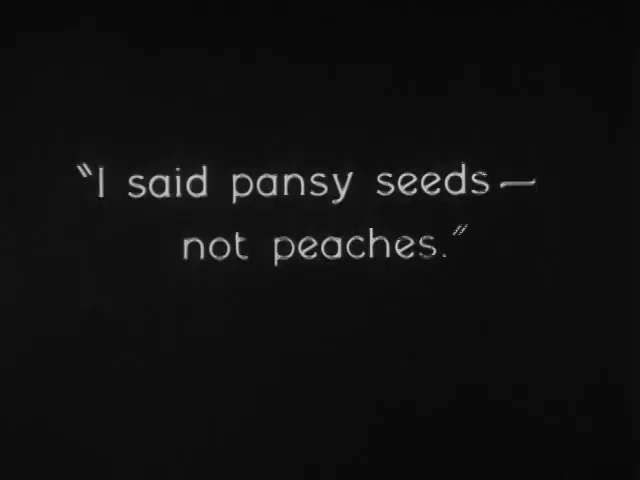 "I said pansy seeds—
not peaches."